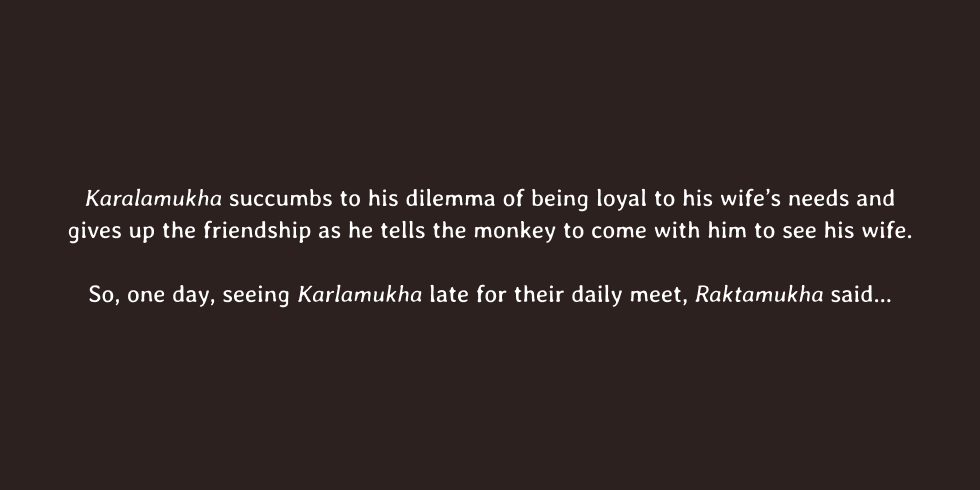 Karalamukha succumbs to his dilemma of being loyal to his wife’s needs and
gives up the friendship as he tells the monkey to come with him to see his wife.
So, one day, seeing Karlamukha late for their daily meet, Raktamukha said...